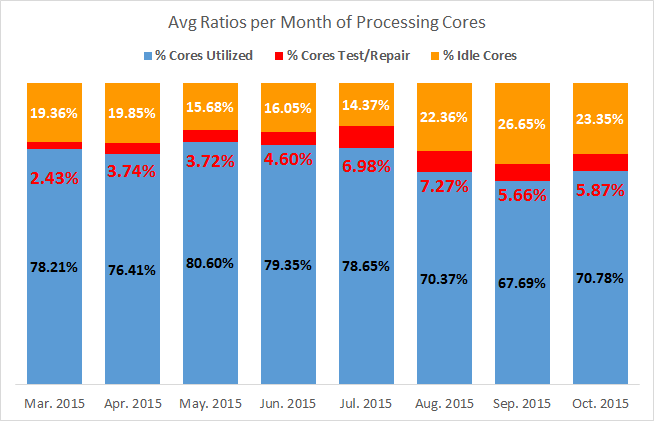 Avg Ratios per Month of Processing Cores
% Cores Utilized % Cores Test/Repair % Idle Cores
19.36% 19.85% 15.68% 16.05% 14.37% 22.36% 26.65% 23.35%
2.43% 3.74% 3.72% 4.60% 6.98% 7.27% 5.66% 5.87%
78.21% 76.41% 80.60% 79.35% 78.65% 70.37% 67.69% 70.78%
Mar. 2015 Apr. 2015 May. 2015 Jun. 2015 Jul. 2015 Aug. 2015 Sep. 2015 Oct. 2015